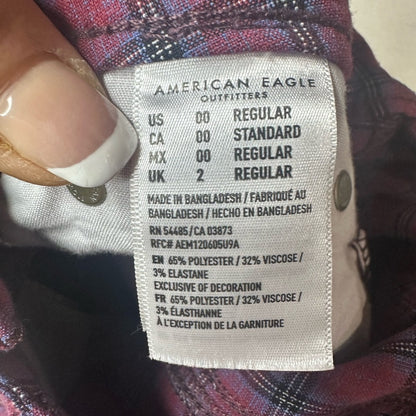 AMERICAN EAGLE
OUTFITTERS
US 00 REGULAR
CA 00 STANDARD
MX 00 REGULAR
UK 2 REGULAR
MADE IN BANGLADESH / FABRIQUÉ AU
BANGLADESH / HECHO EN BANGLADESH
RN 54485/CA 03873
RFC# AEM120605U9A
EN 65% POLYESTER / 32% VISCOSE /
3% ELASTANE
EXCLUSIVE OF DECORATION
FR 65% POLYESTER / 32% VISCOSE /
3% ÉLASTHANNE
À L'EXCEPTION DE LA GARNITURE